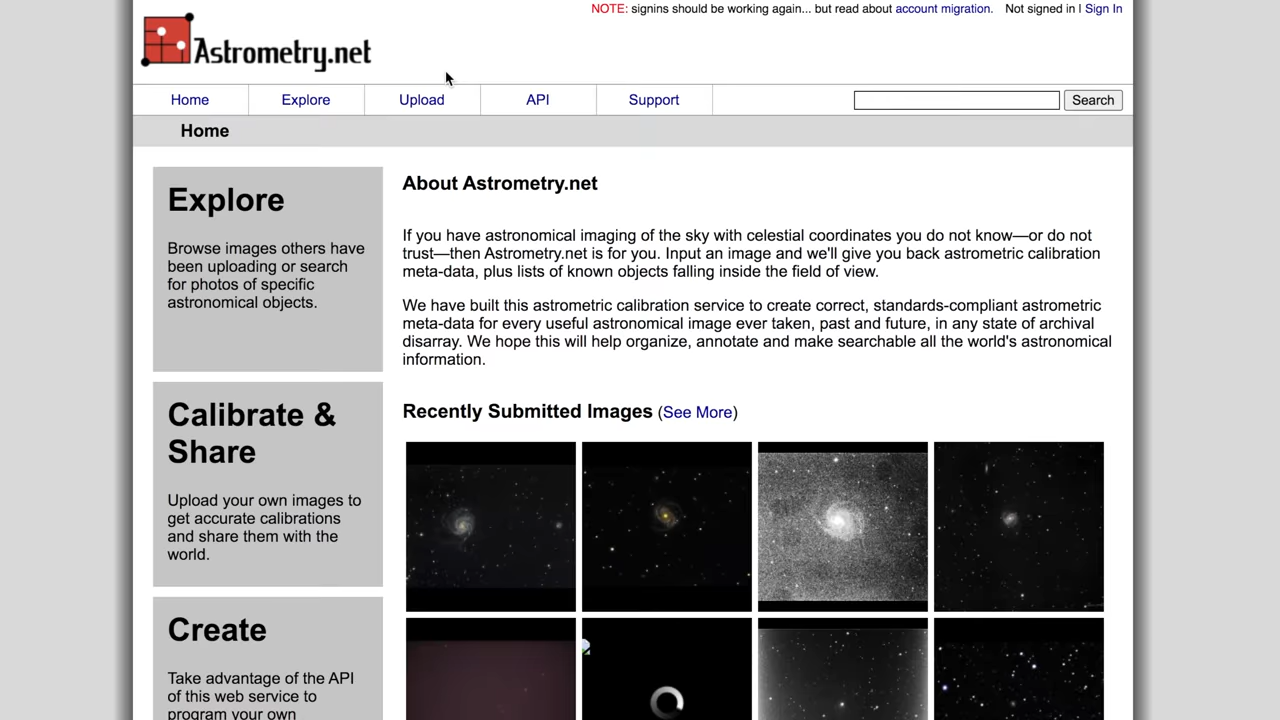 NOTE: signins should be working again... but read about account migration. Not signed in | Sign In
Astrometry.net
Home Explore Upload API Support Search
Home
Explore
Browse images others have
been uploading or search
for photos of specific
astronomical objects.
Calibrate &
Share
Upload your own images to
get accurate calibrations
and share them with the
world.
Create
Take advantage of the API
of this web service to
program your own
About Astrometry.net
If you have astronomical imaging of the sky with celestial coordinates you do not know—or do not
trust—then Astrometry.net is for you. Input an image and we'll give you back astrometric calibration
meta-data, plus lists of known objects falling inside the field of view.
We have built this astrometric calibration service to create correct, standards-compliant astrometric
meta-data for every useful astronomical image ever taken, past and future, in any state of archival
disarray. We hope this will help organize, annotate and make searchable all the world's astronomical
information.
Recently Submitted Images (See More)